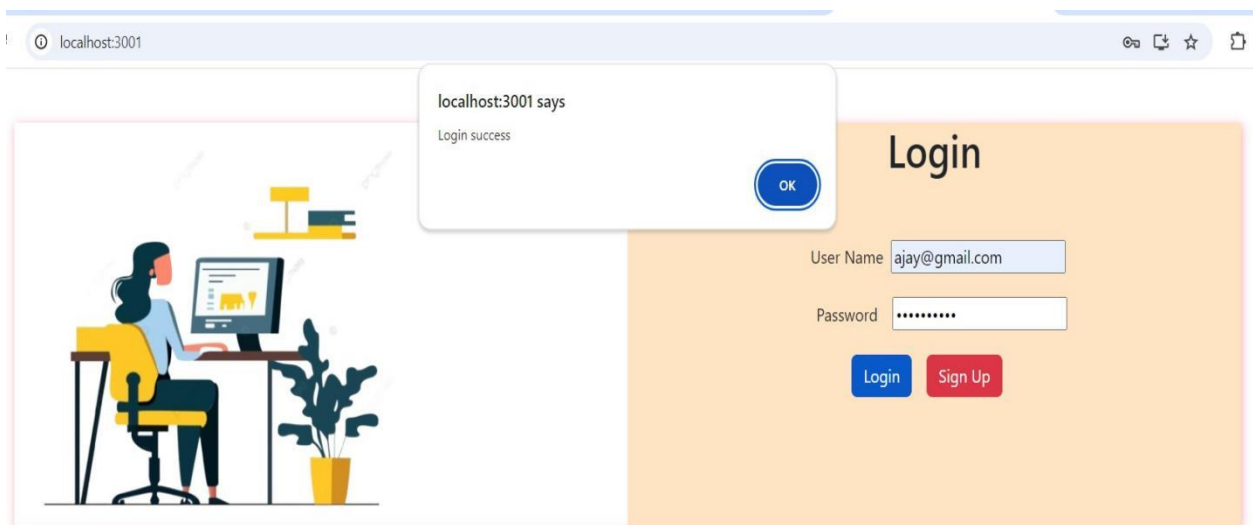 localhost:3001
localhost:3001 says
Login success
OK
Login
User Name ajay@gmail.com
Password ••••••••••
Login Sign Up